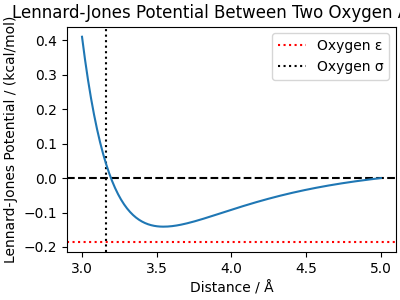 Lennard-Jones Potential Between Two Oxygen
Lennard-Jones Potential / (kcal/mol)
0.4
0.3
0.2
0.1
0.0
−0.1
−0.2
Oxygen ε
Oxygen σ
3.0 3.5 4.0 4.5 5.0
Distance / Å